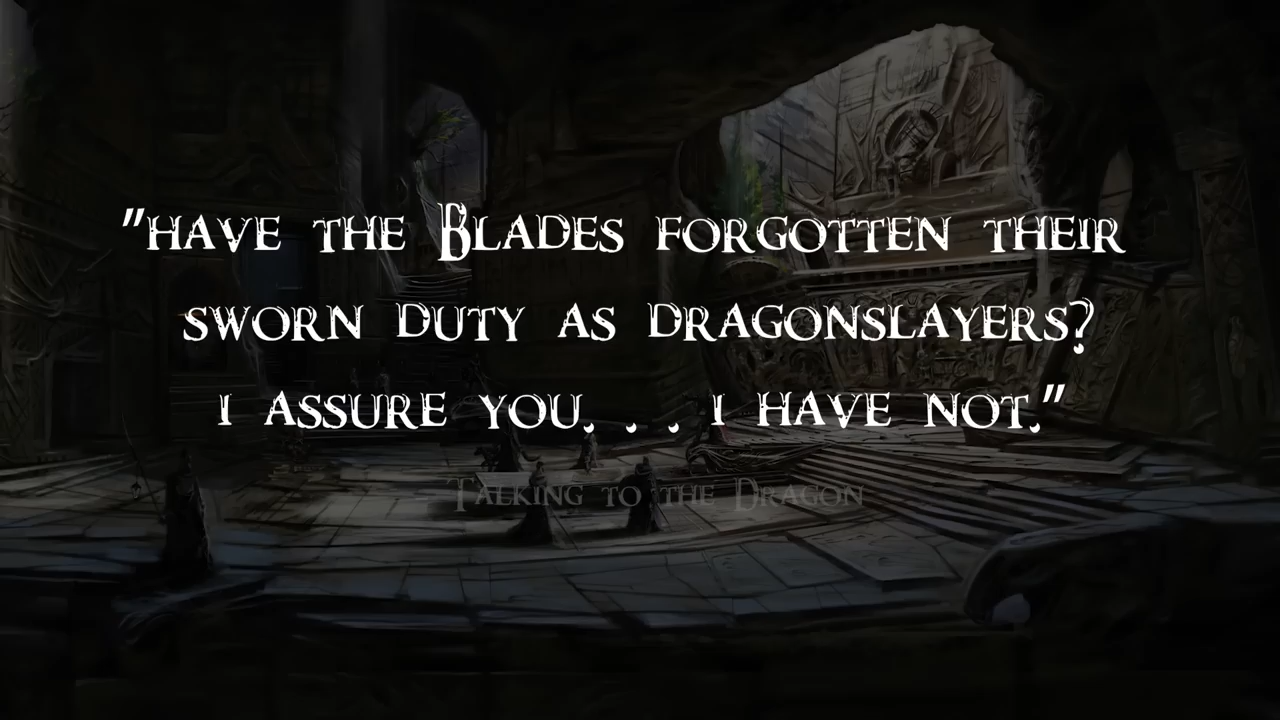 "have the Blades forgotten their
sworn duty as dragonslayers?
i assure you. . . i have not."
Talking to the Dragon